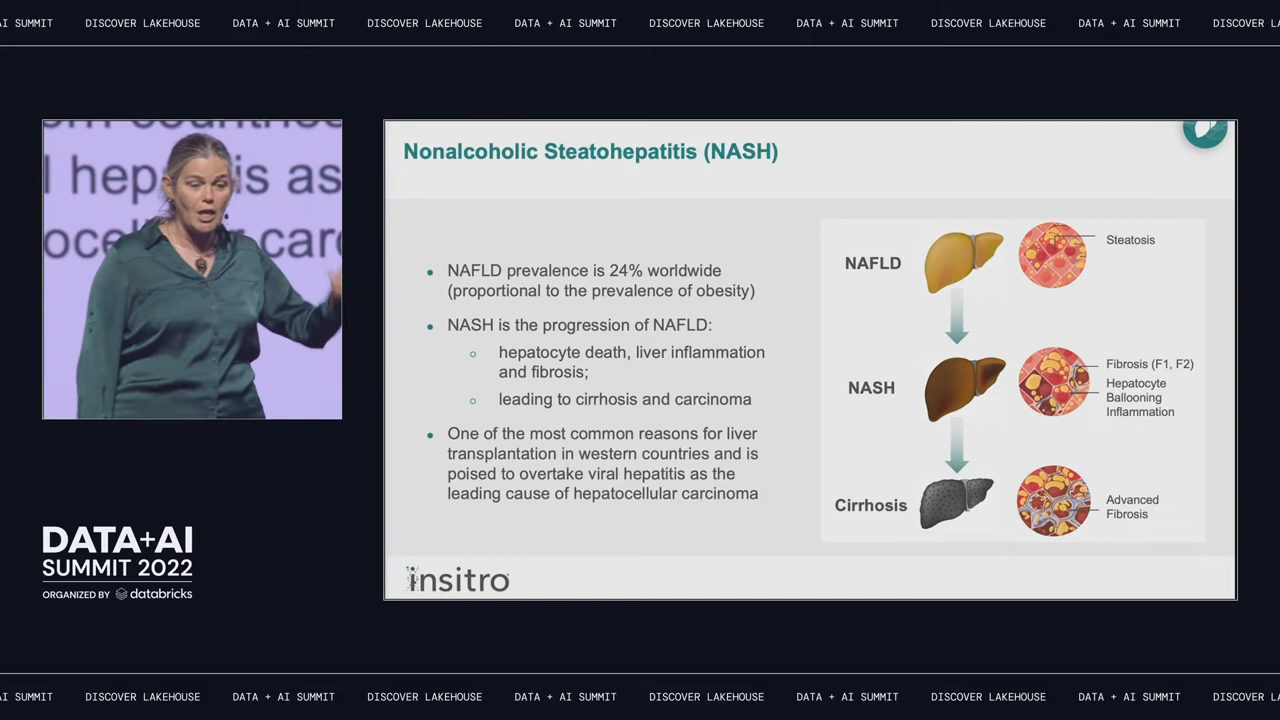 AI SUMMIT DISCOVER LAKEHOUSE DATA + AI SUMMIT DISCOVER LAKEHOUSE DATA + AI SUMMIT DISCOVER LAKEHOUSE DATA + AI SUMMIT DISCOVER LAKEHOUSE DATA + AI SUMMIT DISCOVER LA
l hep is as
oce r carc
DATA+AI
SUMMIT 2022
ORGANIZED BY databricks
Nonalcoholic Steatohepatitis (NASH)
• NAFLD prevalence is 24% worldwide
(proportional to the prevalence of obesity)
• NASH is the progression of NAFLD:
○ hepatocyte death, liver inflammation
and fibrosis;
○ leading to cirrhosis and carcinoma
• One of the most common reasons for liver
transplantation in western countries and is
poised to overtake viral hepatitis as the
leading cause of hepatocellular carcinoma
NAFLD
Steatosis
NASH
Fibrosis (F1, F2)
Hepatocyte
Ballooning
Inflammation
Cirrhosis
Advanced
Fibrosis
insitro
AI SUMMIT DISCOVER LAKEHOUSE DATA + AI SUMMIT DISCOVER LAKEHOUSE DATA + AI SUMMIT DISCOVER LAKEHOUSE DATA + AI SUMMIT DISCOVER LAKEHOUSE DATA + AI SUMMIT DISCOVER LA